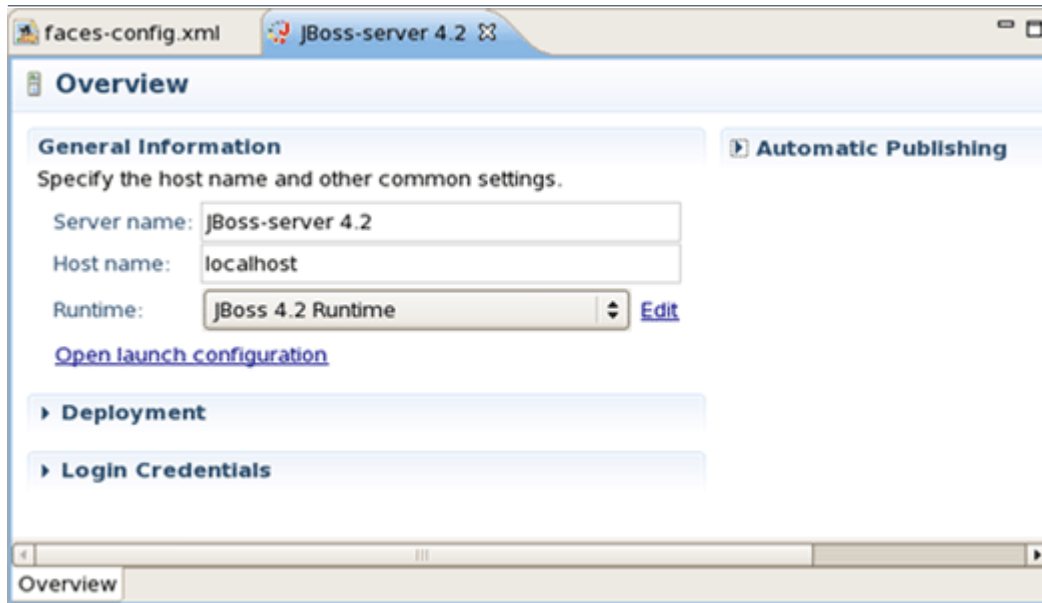 faces-config.xml
JBoss-server 4.2
Overview
General Information
Specify the host name and other common settings.
Server name: JBoss-server 4.2
Host name: localhost
Runtime: JBoss 4.2 Runtime Edit
Open launch configuration
Deployment
Login Credentials
Automatic Publishing
Overview